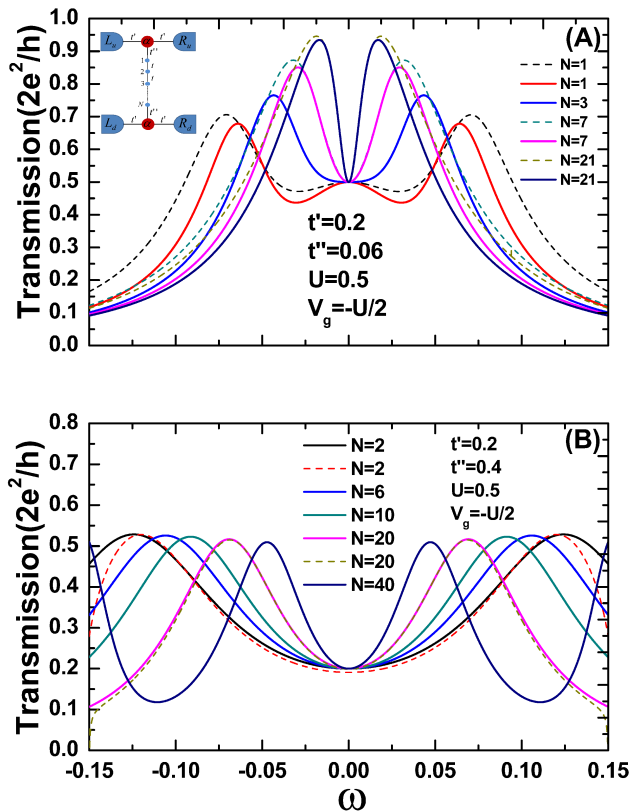 Transmission(2e²/h)
1.0
0.9
0.8
0.7
0.6
0.5
0.4
0.3
0.2
0.1
0.0
L_u t' α t' R_u
t''
1
t
2
t
3
N
t''
L_d t' α t' R_d
(A)
N=1
N=1
N=3
N=7
N=7
N=21
N=21
t'=0.2
t''=0.06
U=0.5
V_g=-U/2
Transmission(2e²/h)
0.8
0.7
0.6
0.5
0.4
0.3
0.2
0.1
0.0
(B)
N=2
N=2
N=6
N=10
N=20
N=20
N=40
t'=0.2
t''=0.4
U=0.5
V_g=-U/2
-0.15 -0.10 -0.05 0.00 0.05 0.10 0.15
ω